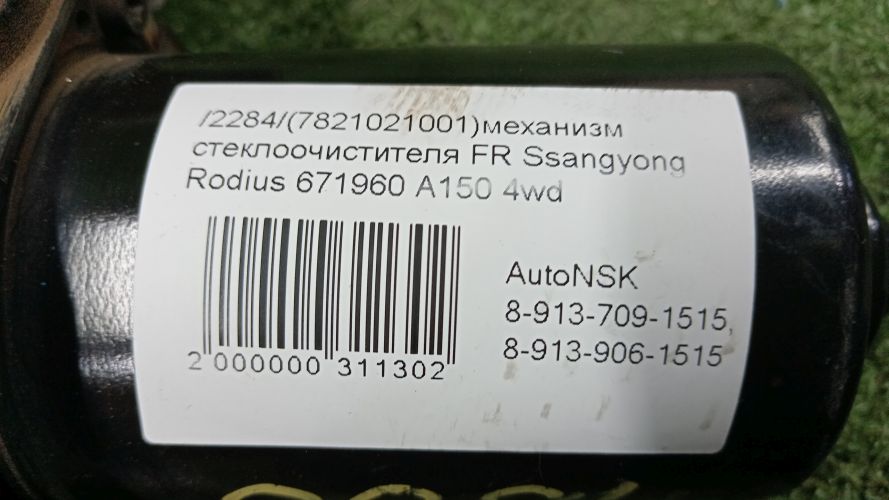 /2284/(7821021001)механизм
стеклоочистителя FR Ssangyong
Rodius 671960 A150 4wd
AutoNSK
8-913-709-1515,
8-913-906-1515
2 000000 311302